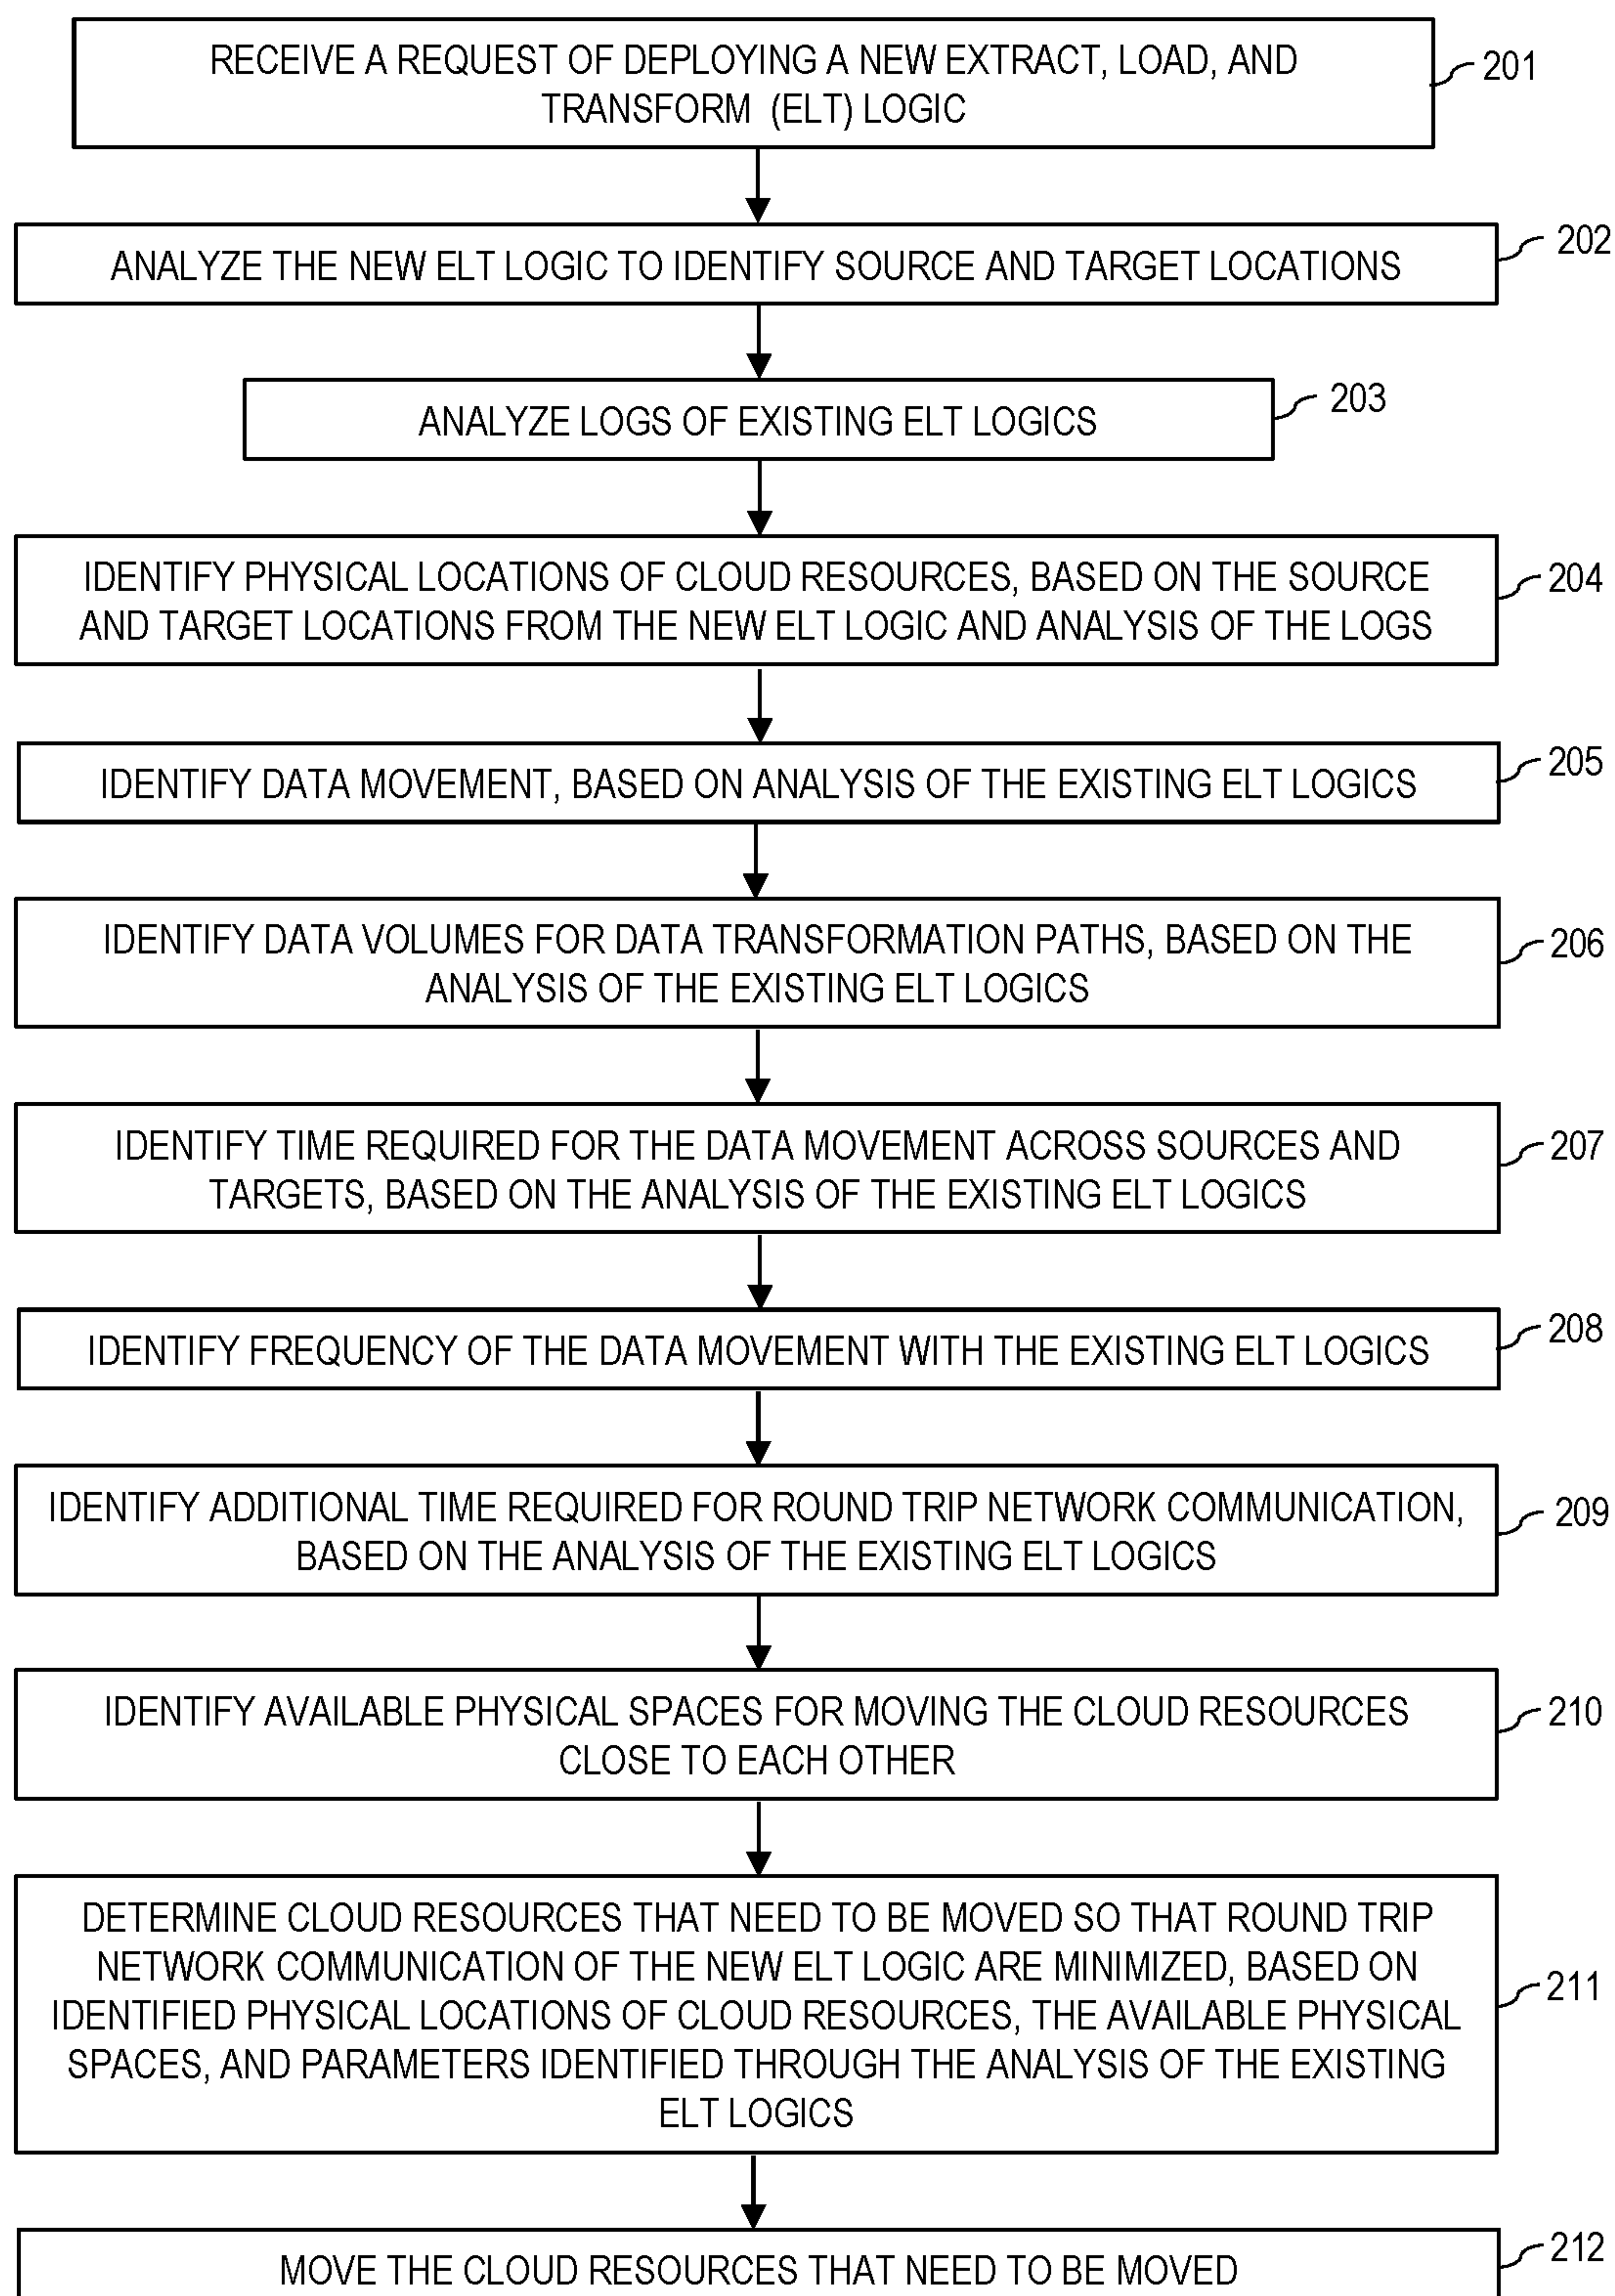 RECEIVE A REQUEST OF DEPLOYING A NEW EXTRACT, LOAD, AND
TRANSFORM (ELT) LOGIC
201
ANALYZE THE NEW ELT LOGIC TO IDENTIFY SOURCE AND TARGET LOCATIONS
202
ANALYZE LOGS OF EXISTING ELT LOGICS
203
IDENTIFY PHYSICAL LOCATIONS OF CLOUD RESOURCES, BASED ON THE SOURCE
AND TARGET LOCATIONS FROM THE NEW ELT LOGIC AND ANALYSIS OF THE LOGS
204
IDENTIFY DATA MOVEMENT, BASED ON ANALYSIS OF THE EXISTING ELT LOGICS
205
IDENTIFY DATA VOLUMES FOR DATA TRANSFORMATION PATHS, BASED ON THE
ANALYSIS OF THE EXISTING ELT LOGICS
206
IDENTIFY TIME REQUIRED FOR THE DATA MOVEMENT ACROSS SOURCES AND
TARGETS, BASED ON THE ANALYSIS OF THE EXISTING ELT LOGICS
207
IDENTIFY FREQUENCY OF THE DATA MOVEMENT WITH THE EXISTING ELT LOGICS
208
IDENTIFY ADDITIONAL TIME REQUIRED FOR ROUND TRIP NETWORK COMMUNICATION,
BASED ON THE ANALYSIS OF THE EXISTING ELT LOGICS
209
IDENTIFY AVAILABLE PHYSICAL SPACES FOR MOVING THE CLOUD RESOURCES
CLOSE TO EACH OTHER
210
DETERMINE CLOUD RESOURCES THAT NEED TO BE MOVED SO THAT ROUND TRIP
NETWORK COMMUNICATION OF THE NEW ELT LOGIC ARE MINIMIZED, BASED ON
IDENTIFIED PHYSICAL LOCATIONS OF CLOUD RESOURCES, THE AVAILABLE PHYSICAL
SPACES, AND PARAMETERS IDENTIFIED THROUGH THE ANALYSIS OF THE EXISTING
ELT LOGICS
211
MOVE THE CLOUD RESOURCES THAT NEED TO BE MOVED
212